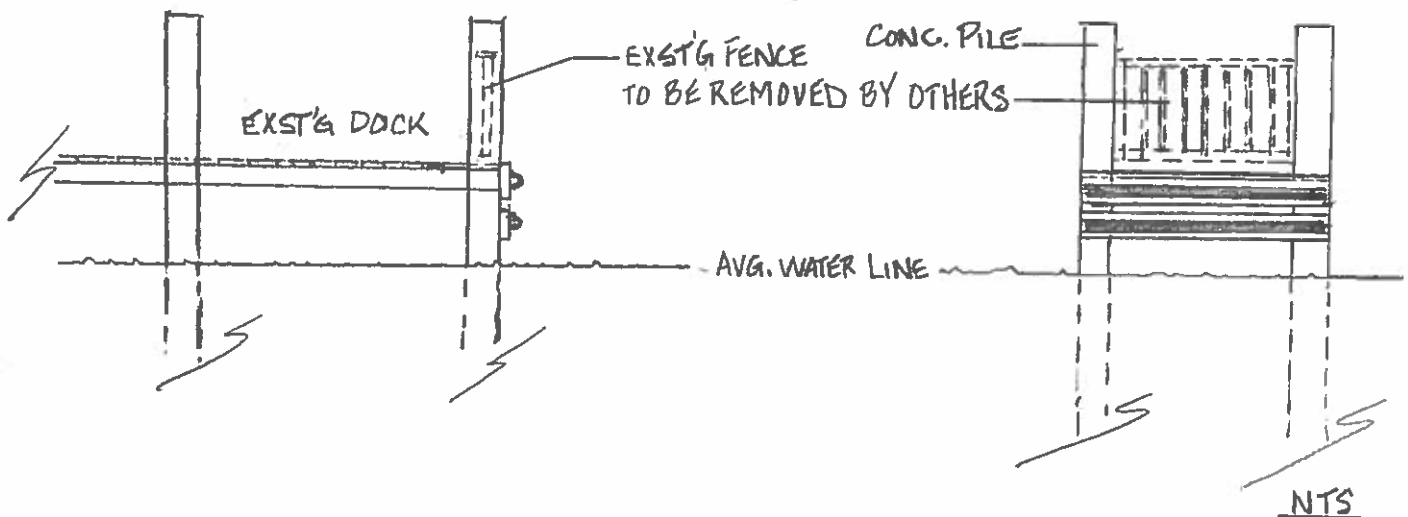 EXST'G FENCE
TO BE REMOVED BY OTHERS
CONC. PILE
EXST'G DOCK
AVG. WATER LINE
NTS